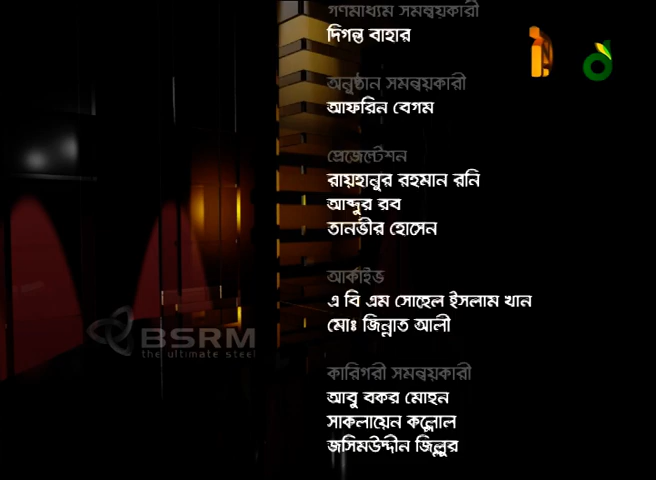 গণমাধ্যম সমন্বয়কারী
দিগন্ত বাহার
অনুষ্ঠান সমন্বয়কারী
আফরিন বেগম
প্রেজেন্টেশন
রায়হানুর রহমান রনি
আব্দুর রব
তানভীর হোসেন
আর্কাইভ
এ বি এম সোহেল ইসলাম খান
মোঃ জিন্নাত আলী
BSRM
the ultimate steel
কারিগরী সমন্বয়কারী
আবু বকর মোহন
সাকলায়েন কল্লোল
জসিমউদ্দীন জিল্লুর